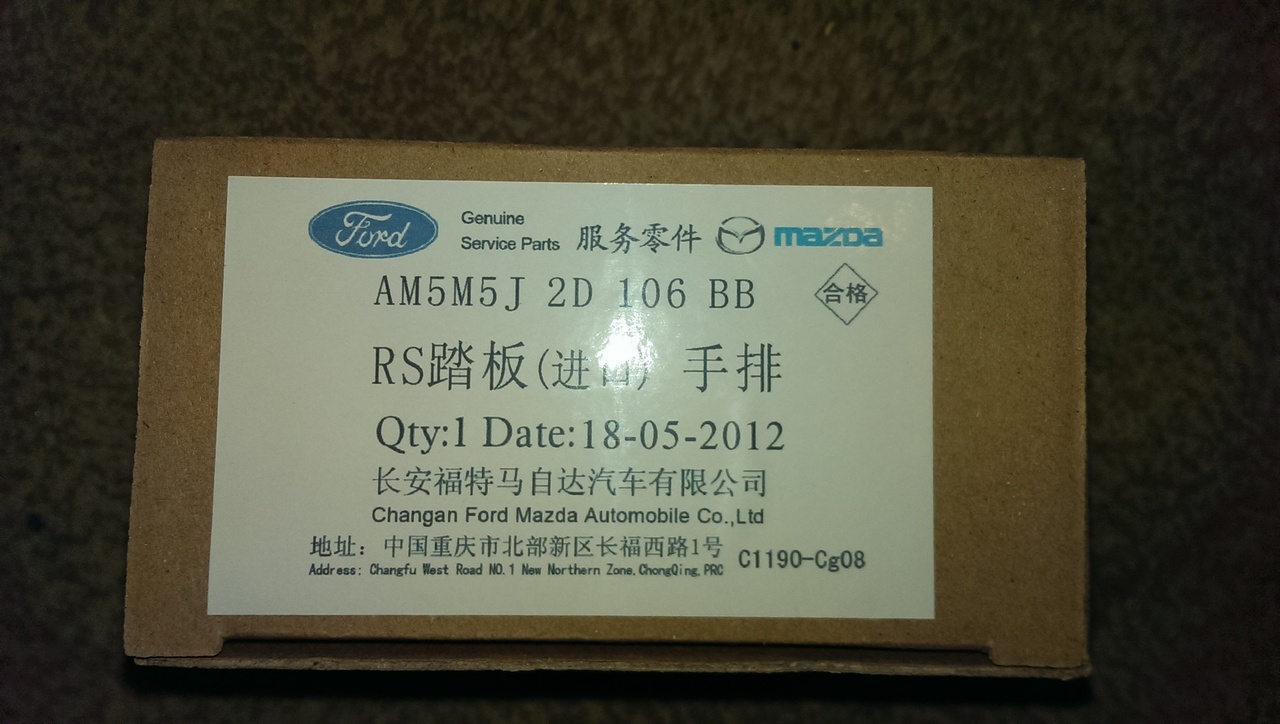 Ford Genuine Service Parts 服务零件 mazda
AM5M5J 2D 106 BB 合格
RS踏板(进口) 手排
Qty:1 Date:18-05-2012
长安福特马自达汽车有限公司
Changan Ford Mazda Automobile Co.,Ltd
地址：中国重庆市北部新区长福西路1号
Address: Changfu West Road NO.1 New Northern Zone,ChongQing,PRC C1190-Cg08